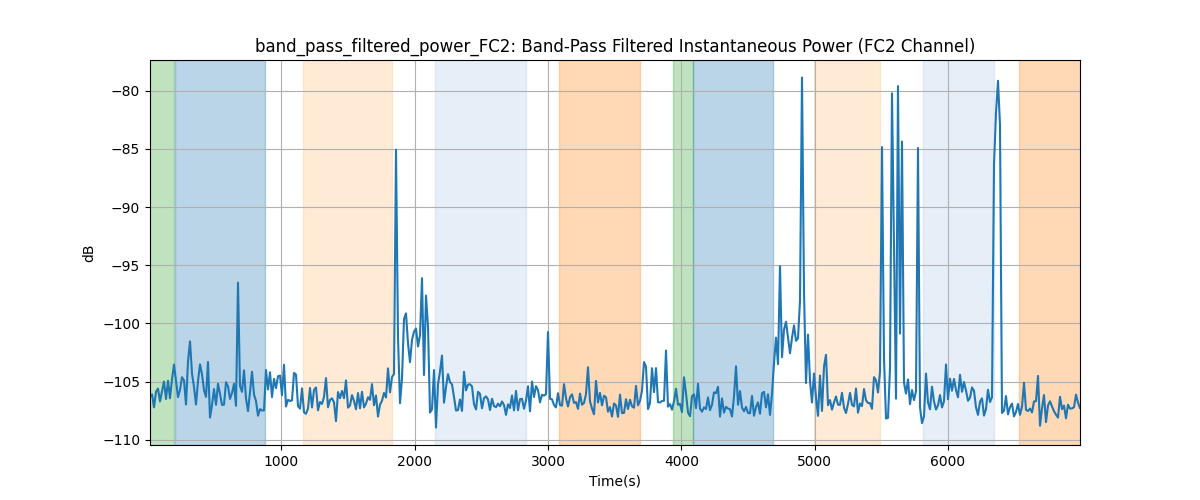 band_pass_filtered_power_FC2: Band-Pass Filtered Instantaneous Power (FC2 Channel)
−80
−85
−90
−95
−100
−105
−110
dB
1000 2000 3000 4000 5000 6000
Time(s)